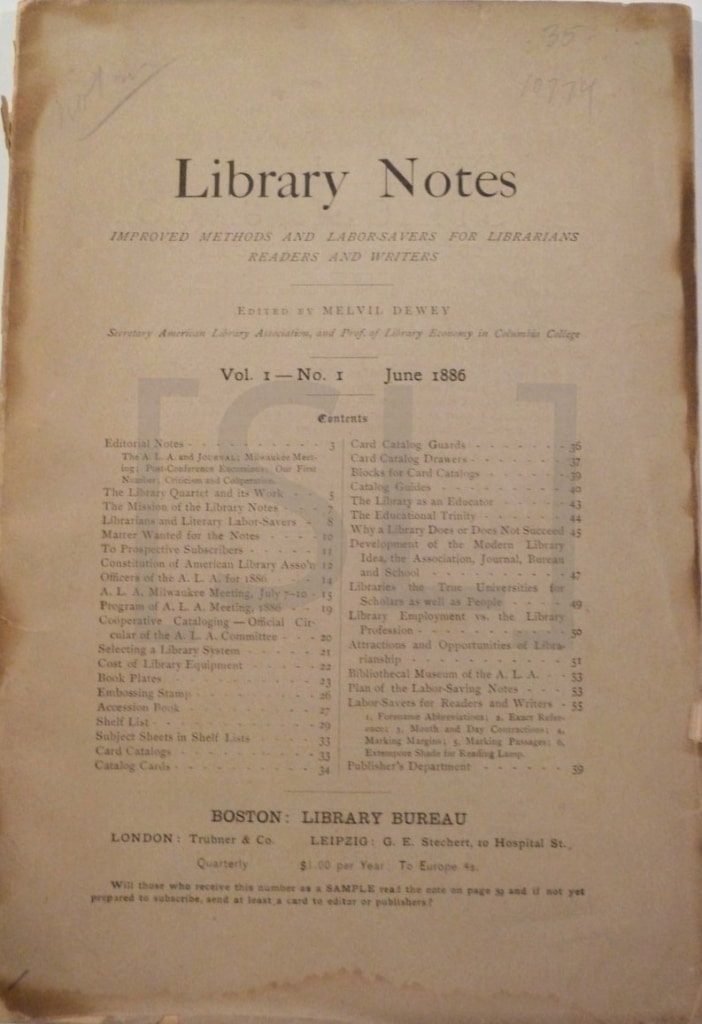 35
10774
Library Notes
IMPROVED METHODS AND LABOR-SAVERS FOR LIBRARIANS
READERS AND WRITERS
EDITED BY MELVIL DEWEY
Secretary American Library Association, and Prof. of Library Economy in Columbia College
Vol. 1 — No. 1 June 1886
Contents
Editorial Notes - - - - - - - - 3
The A. L. A. and JOURNAL; Milwaukee Meet-
ing; Post-Conference Excursions; Our First
Number, Criticism and Cooperation.
The Library Quartet and its Work - - 5
The Mission of the Library Notes - - 7
Librarians and Literary Labor-Savers - 8
Matter Wanted for the Notes - - - 10
To Prospective Subscribers - - - - 11
Constitution of American Library Asso'n 12
Officers of the A. L. A. for 1886 - - - 14
A. L. A. Milwaukee Meeting, July 7-10 - 15
Program of A. L. A. Meeting, 1886 - - 19
Cooperative Cataloging — Official Cir-
cular of the A. L. A. Committee - - - 20
Selecting a Library System - - - - 21
Cost of Library Equipment - - - - 22
Book Plates - - - - - - - - 23
Embossing Stamp - - - - - - - 26
Accession Book - - - - - - - 27
Shelf List - - - - - - - - - 29
Subject Sheets in Shelf Lists - - - - 33
Card Catalogs - - - - - - - - 33
Catalog Cards - - - - - - - - 34
Card Catalog Guards - - - - - - 36
Card Catalog Drawers - - - - - - 37
Blocks for Card Catalogs - - - - - 39
Catalog Guides - - - - - - - - 40
The Library as an Educator - - - - 43
The Educational Trinity - - - - - 44
Why a Library Does or Does Not Succeed 45
Development of the Modern Library
Idea, the Association, Journal, Bureau
and School - - - - - - - - 47
Libraries the True Universities for
Scholars as well as People - - - - 49
Library Employment vs. the Library
Profession - - - - - - - - - 50
Attractions and Opportunities of Libra-
rianship - - - - - - - - - - 51
Bibliothecal Museum of the A. L. A. - - 53
Plan of the Labor-Saving Notes - - - 53
Labor-Savers for Readers and Writers - 55
1, Forename Abbreviations; 2, Exact Refer-
ence; 3, Month and Day Contractions; 4,
Marking Margins; 5, Marking Passages; 6,
Extempore Shade for Reading Lamp.
Publisher's Department - - - - - - 59
BOSTON: LIBRARY BUREAU
LONDON: Trübner & Co. LEIPZIG: G. E. Stechert, 10 Hospital St.,
Quarterly $1.00 per Year To Europe 4s.
Will those who receive this number as a SAMPLE read the note on page 59 and if not yet
prepared to subscribe, send at least a card to editor or publishers?